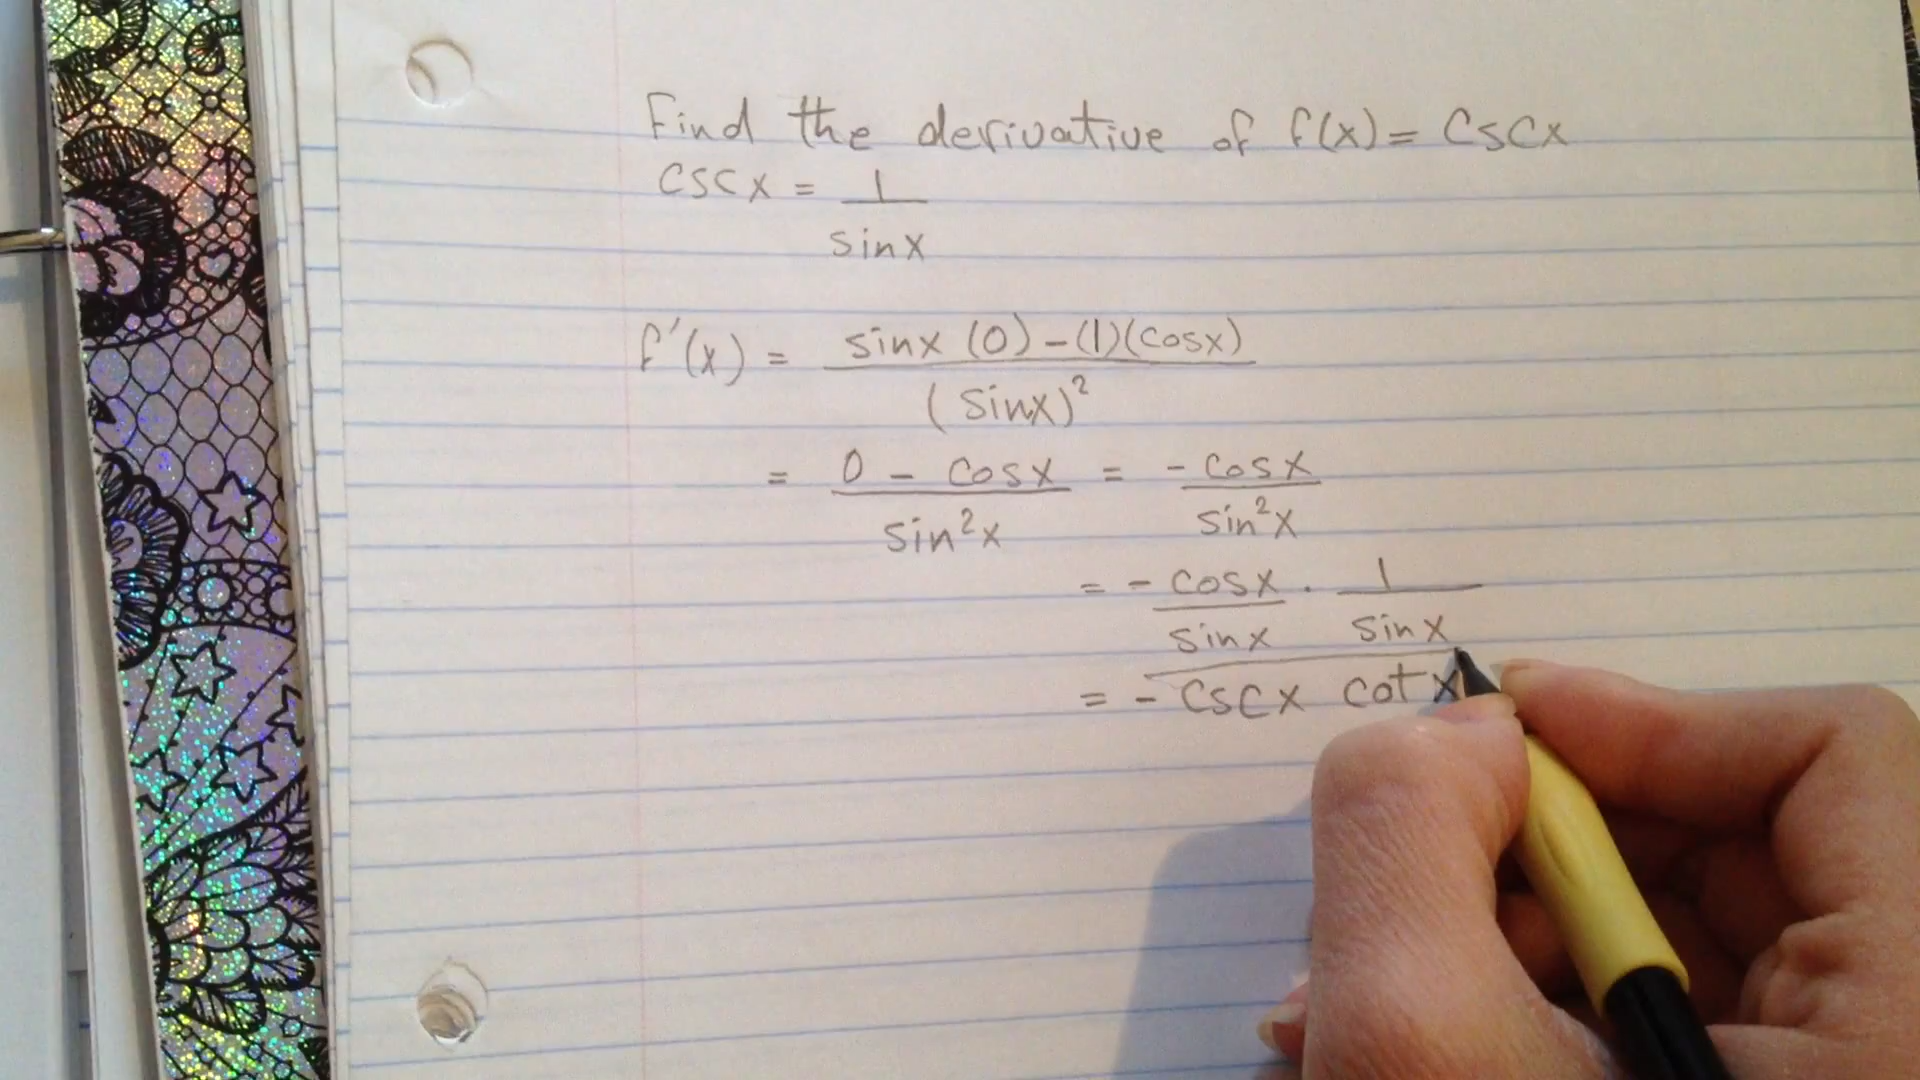 Find the derivative of f(x) = cscx
cscx = 1/sinx
f'(x) = sinx (0) - (1)(cosx) / (sinx)²
= 0 - cosx / sin²x = -cosx / sin²x
= - cosx/sinx · 1/sinx
= - cscx cotx